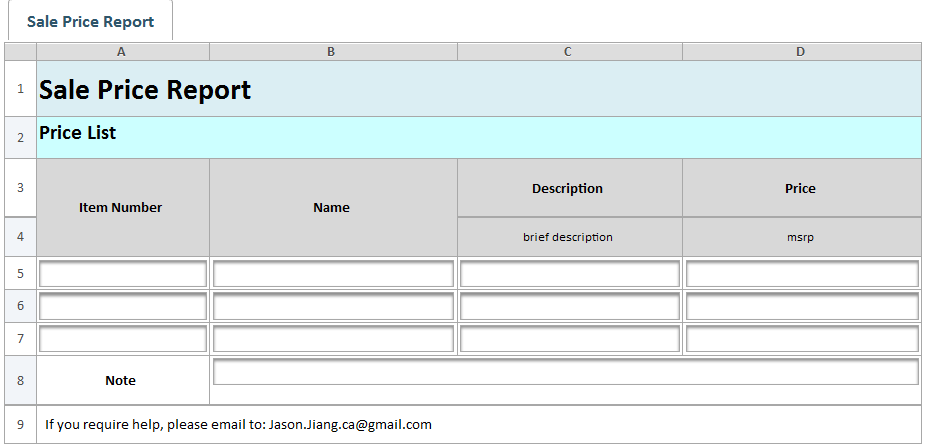 Sale Price Report
A B C D
1 Sale Price Report
2 Price List
3 Item Number Name Description Price
4 brief description msrp
5
6
7
8 Note
9 If you require help, please email to: Jason.Jiang.ca@gmail.com